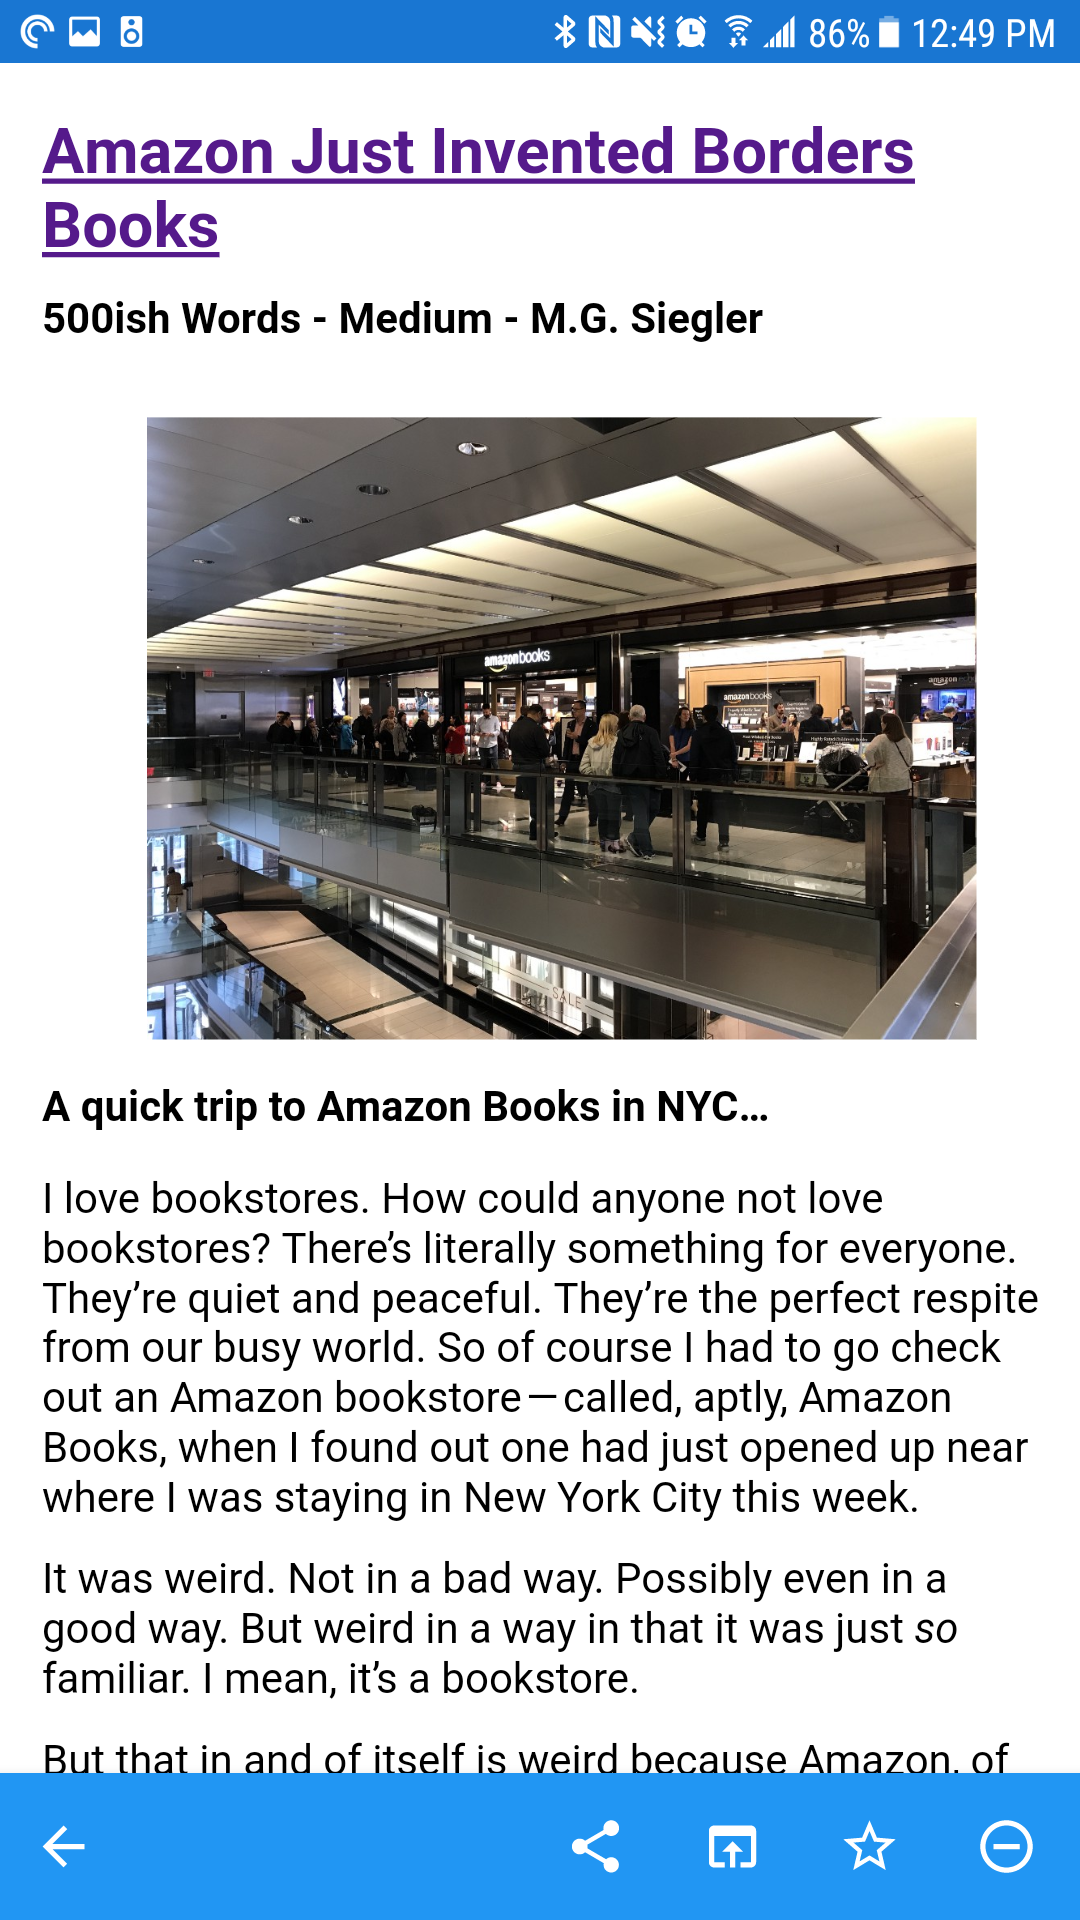 86% 12:49 PM
Amazon Just Invented Borders
Books
500ish Words - Medium - M.G. Siegler
amazonbooks
amazonbooks
amazon
SALE
A quick trip to Amazon Books in NYC…
I love bookstores. How could anyone not love
bookstores? There’s literally something for everyone.
They’re quiet and peaceful. They’re the perfect respite
from our busy world. So of course I had to go check
out an Amazon bookstore — called, aptly, Amazon
Books, when I found out one had just opened up near
where I was staying in New York City this week.
It was weird. Not in a bad way. Possibly even in a
good way. But weird in a way in that it was just so
familiar. I mean, it’s a bookstore.
But that in and of itself is weird because Amazon, of